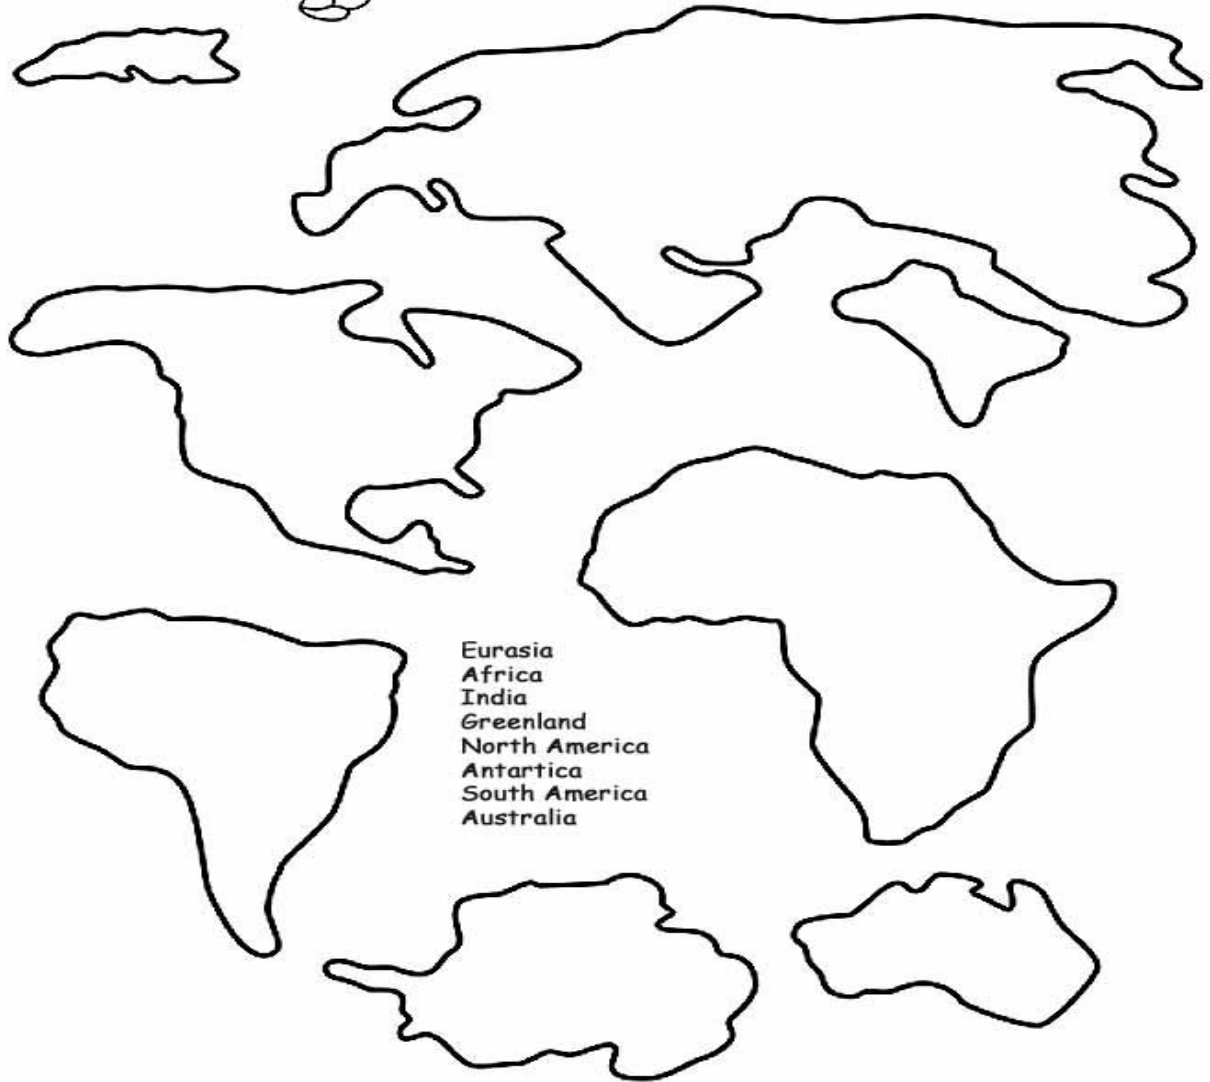 Eurasia
Africa
India
Greenland
North America
Antartica
South America
Australia